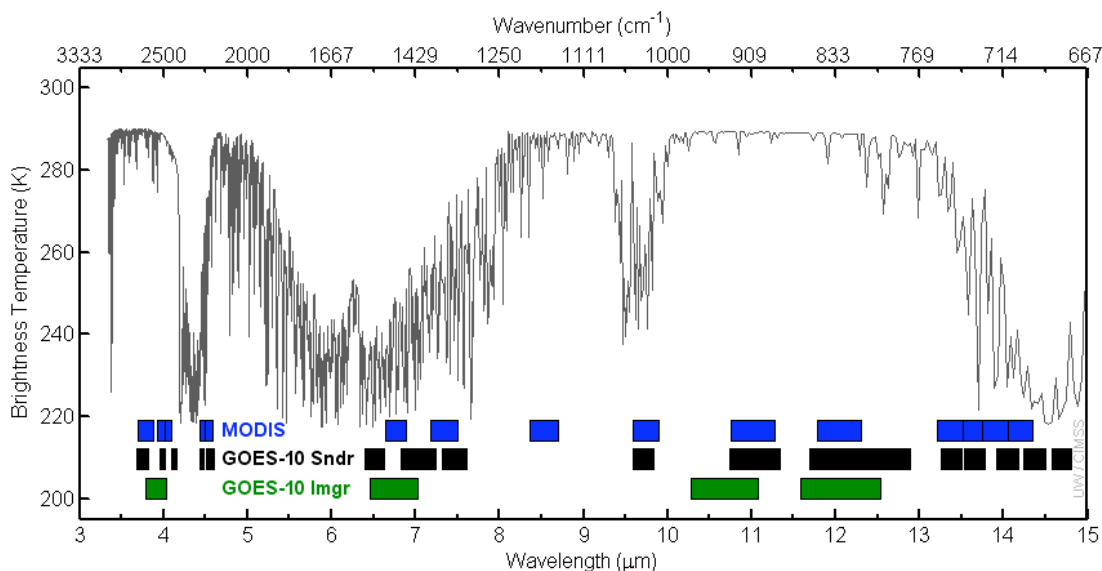 Wavenumber (cm-1)
3333 2500 2000 1667 1429 1250 1111 1000 909 833 769 714 667
Brightness Temperature (K)
300
280
260
240
220
200
MODIS
GOES-10 Sndr
GOES-10 Imgr
UW / CIMSS
3 4 5 6 7 8 9 10 11 12 13 14 15
Wavelength (μm)